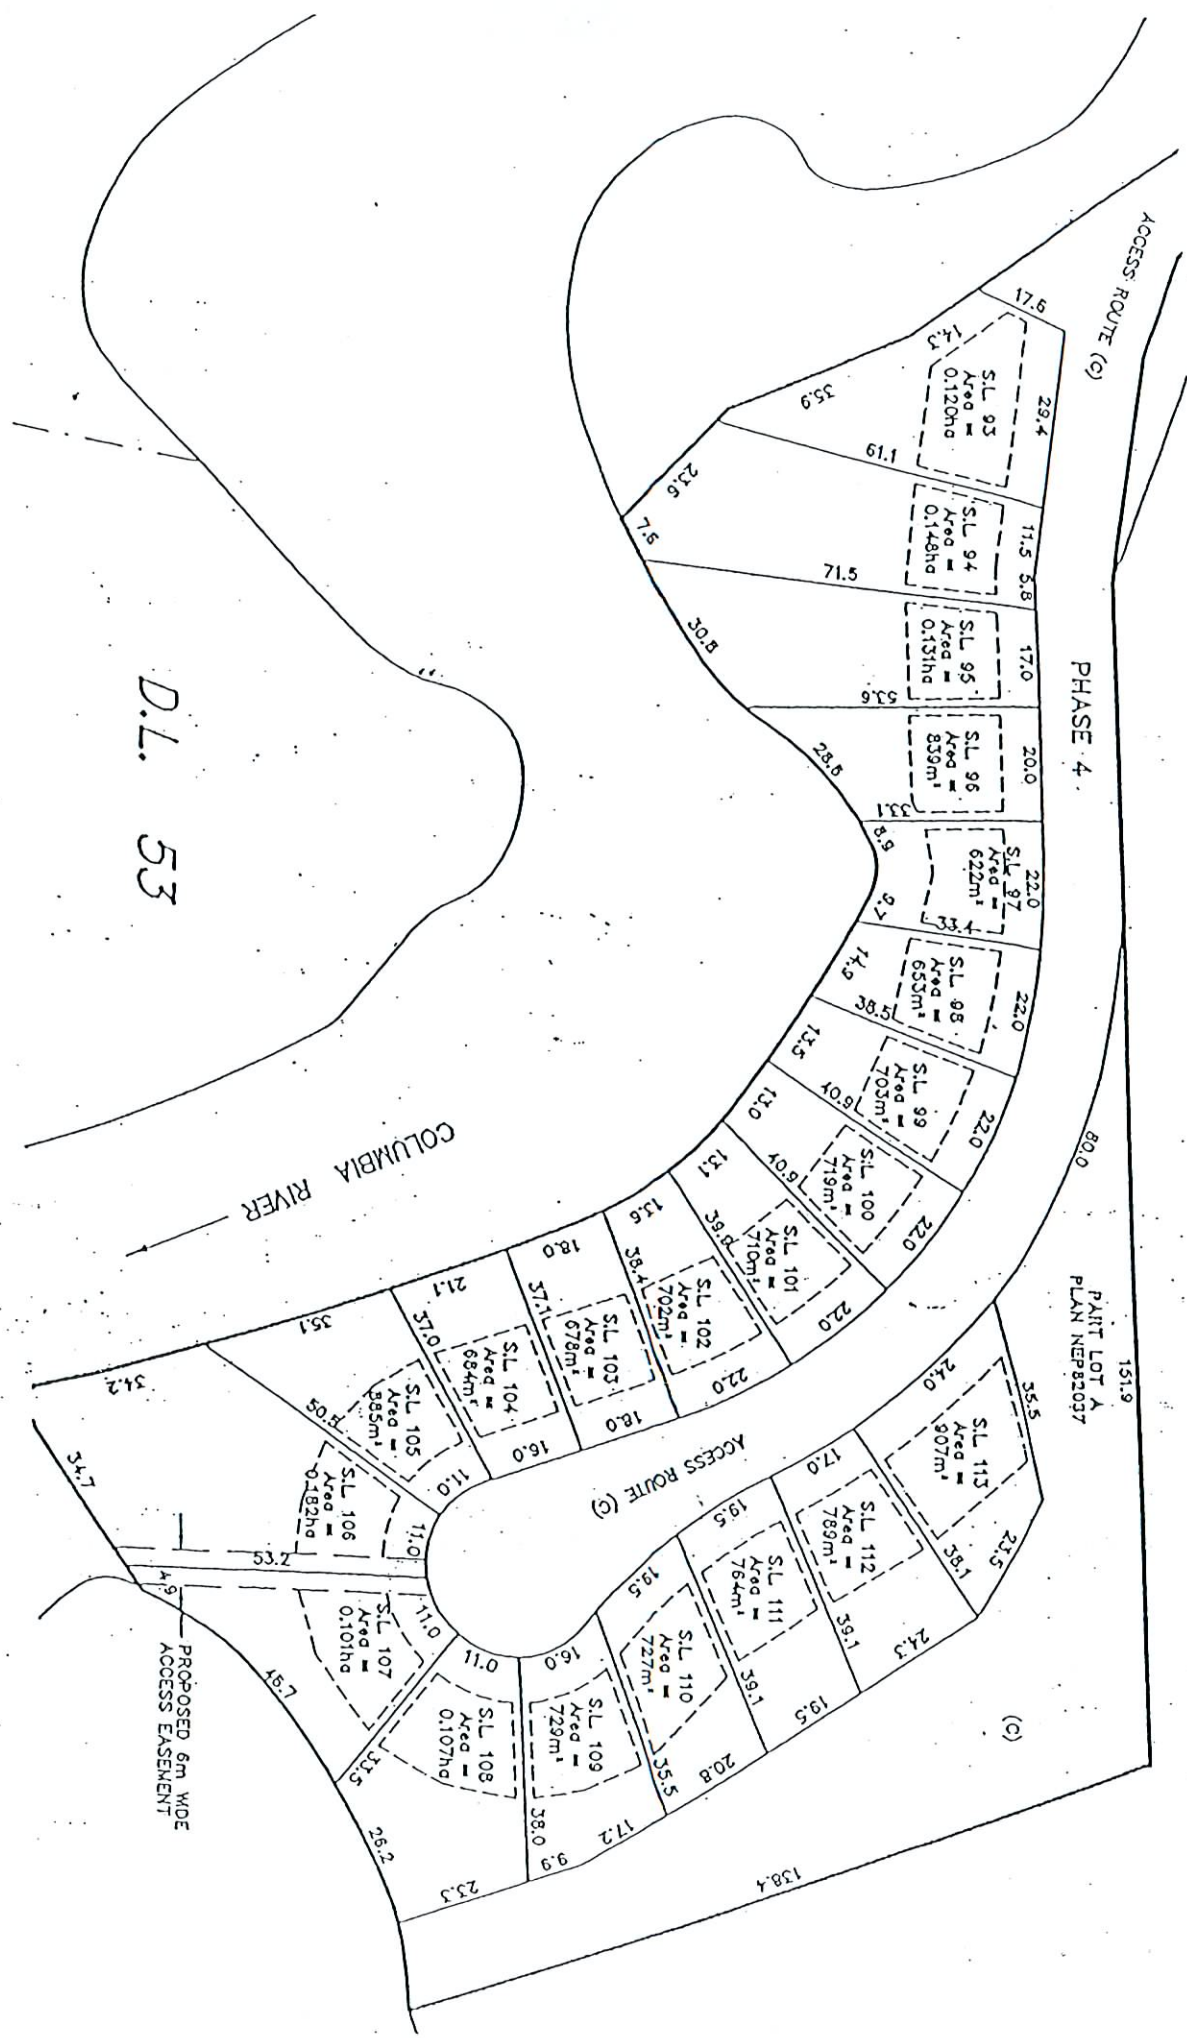 ACCESS ROUTE (C)
PHASE 4
PART LOT A
PLAN NEP82037
151.9
80.0
17.6
29.4
14.3
35.9
S.L 93
Area =
0.120ha
61.1
23.6
7.6
11.5
5.8
S.L 94
Area =
0.148ha
71.5
30.8
17.0
S.L 95
Area =
0.131ha
53.6
20.0
S.L 96
Area =
839m²
28.8
33.1
22.0
S.L 97
Area =
622m²
8.9
9.7
33.4
22.0
S.L 98
Area =
653m²
14.9
38.5
22.0
S.L 99
Area =
703m²
13.5
40.9
22.0
S.L 100
Area =
719m²
13.0
40.9
22.0
S.L 101
Area =
710m²
13.1
39.8
22.0
S.L 102
Area =
702m²
13.6
38.4
18.0
S.L 103
Area =
678m²
18.0
37.1
16.0
S.L 104
Area =
684m²
21.1
37.0
11.0
S.L 105
Area =
885m²
35.1
50.5
11.0
S.L 106
Area =
0.182ha
34.2
34.7
53.2
4.9
11.0
S.L 107
Area =
0.101ha
45.7
33.5
11.0
S.L 108
Area =
0.107ha
26.2
23.3
38.0
16.0
S.L 109
Area =
729m²
9.9
17.2
35.5
19.5
S.L 110
Area =
727m²
20.8
39.1
19.5
S.L 111
Area =
764m²
19.5
39.1
17.0
S.L 112
Area =
789m²
24.3
38.1
24.0
S.L 113
Area =
907m²
35.5
23.5
ACCESS ROUTE (C)
(C)
138.4
PROPOSED 6m WIDE
ACCESS EASEMENT
COLUMBIA RIVER
D.L. 53